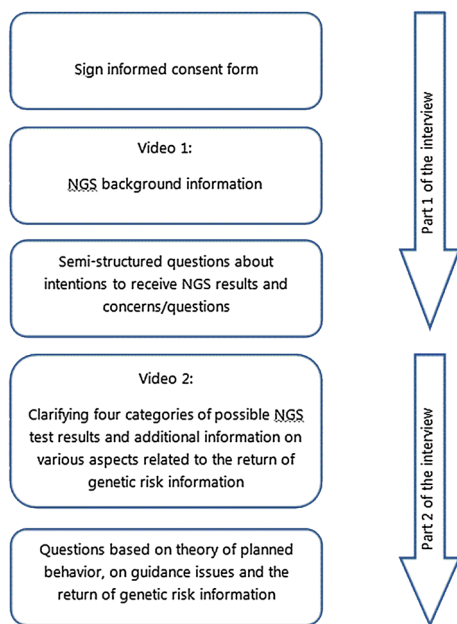 Sign informed consent form
Video 1:
NGS background information
Semi-structured questions about
intentions to receive NGS results and
concerns/questions
Part 1 of the interview
Video 2:
Clarifying four categories of possible NGS
test results and additional information on
various aspects related to the return of
genetic risk information
Questions based on theory of planned
behavior, on guidance issues and the
return of genetic risk information
Part 2 of the interview